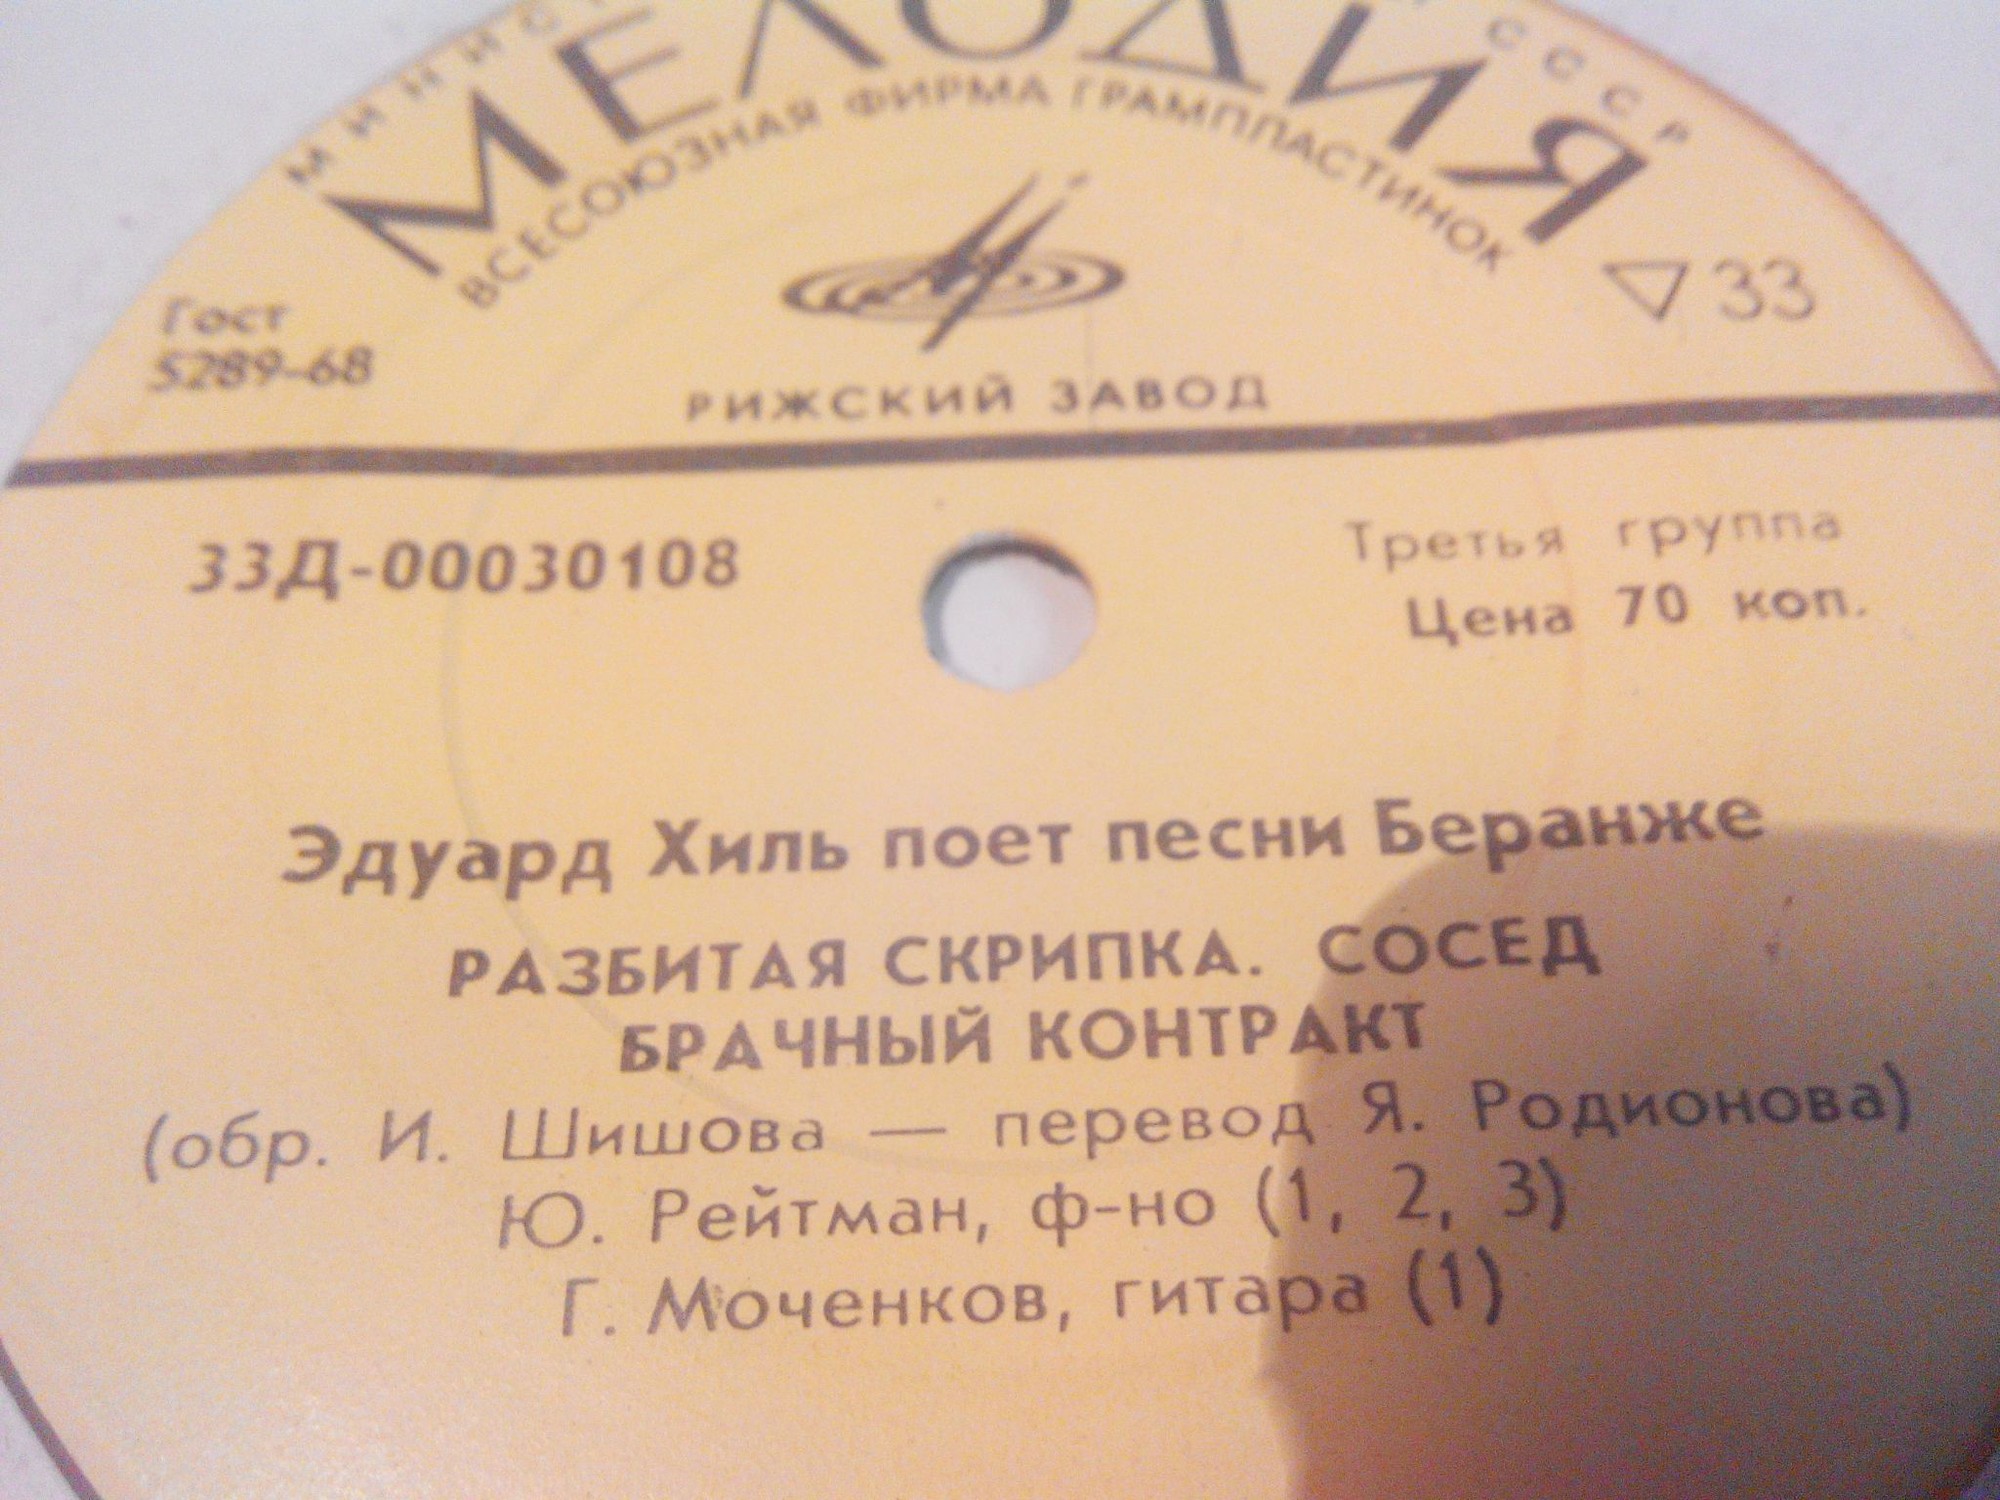 МЕЛОДИЯ
СССР
ВСЕСОЮЗНАЯ ФИРМА ГРАМПЛАСТИНОК
Гост
5289-68
33
РИЖСКИЙ ЗАВОД
33Д-00030108
Третья группа
Цена 70 коп.
Эдуард Хиль поет песни Беранже
РАЗБИТАЯ СКРИПКА. СОСЕД
БРАЧНЫЙ КОНТРАКТ
(обр. И. Шишова — перевод Я. Родионова)
Ю. Рейтман, ф-но (1, 2, 3)
Г. Моченков, гитара (1)